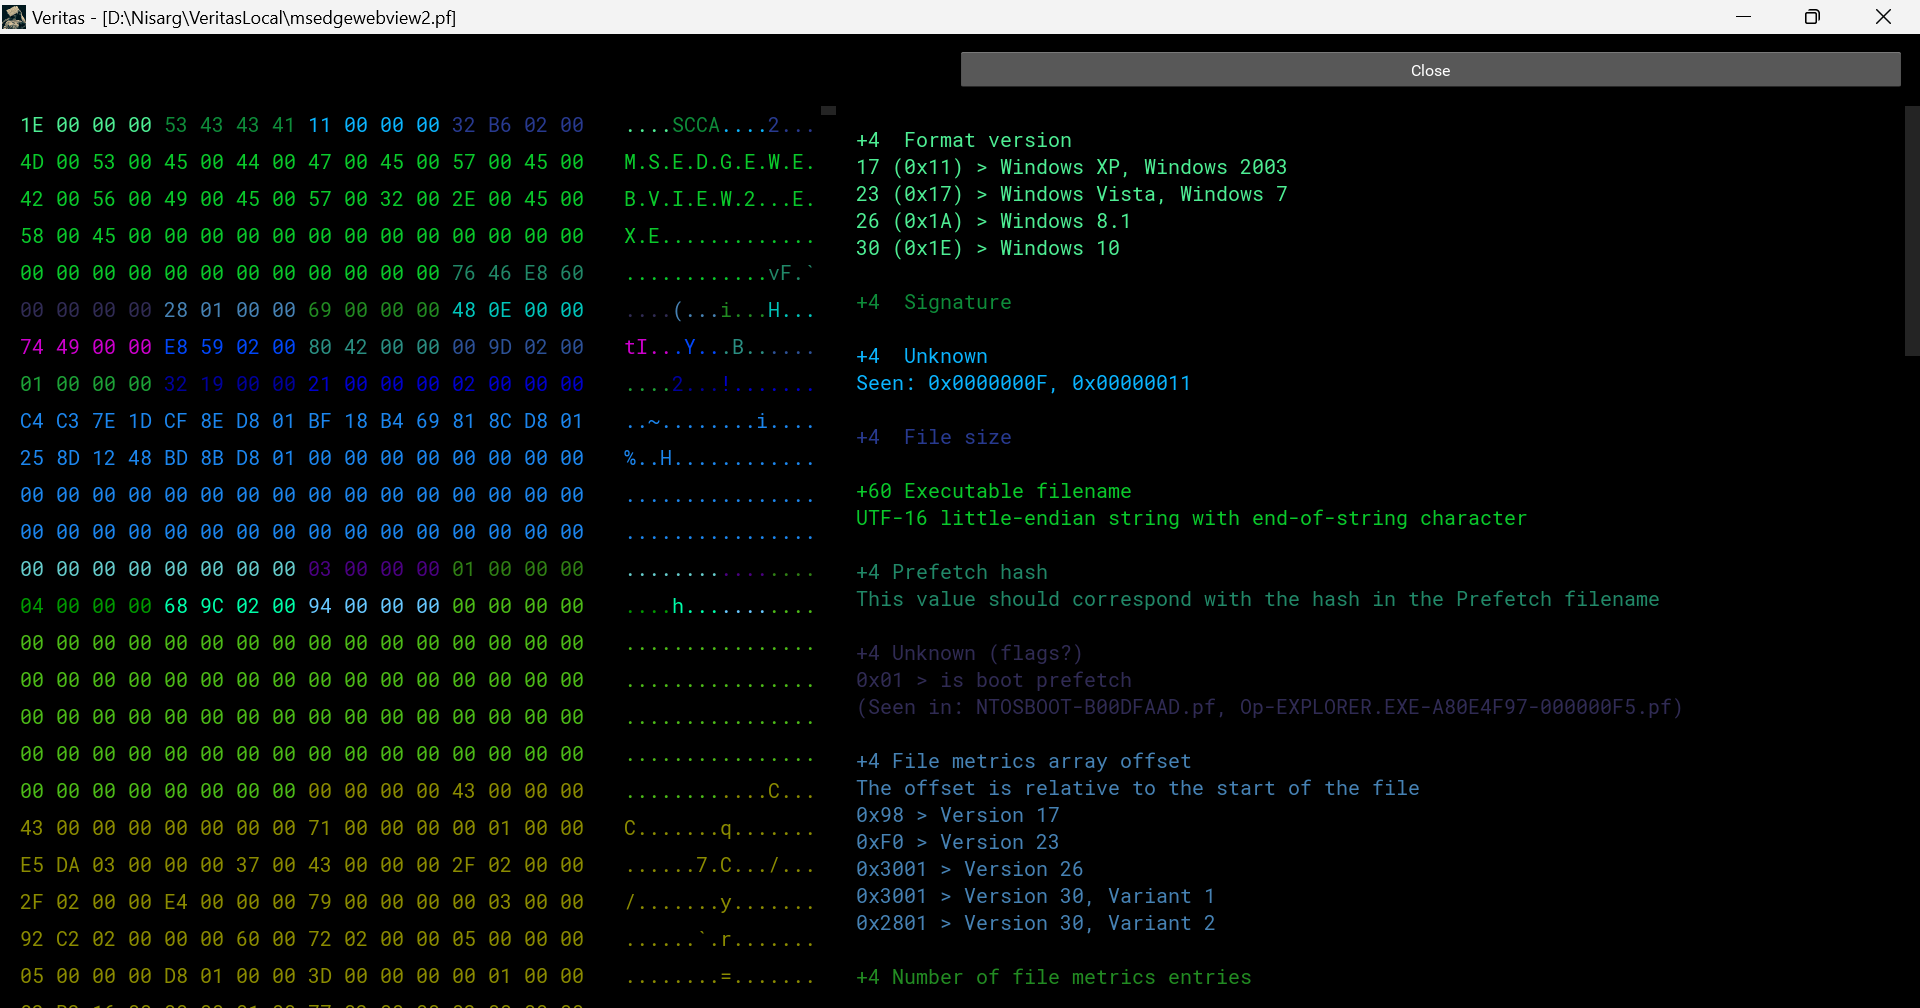 Veritas - [D:\Nisarg\VeritasLocal\msedgewebview2.pf]
Close
1E 00 00 00 53 43 43 41 11 00 00 00 32 B6 02 00 ....SCCA....2...
4D 00 53 00 45 00 44 00 47 00 45 00 57 00 45 00 M.S.E.D.G.E.W.E.
42 00 56 00 49 00 45 00 57 00 32 00 2E 00 45 00 B.V.I.E.W.2...E.
58 00 45 00 00 00 00 00 00 00 00 00 00 00 00 00 X.E.............
00 00 00 00 00 00 00 00 00 00 00 00 76 46 E8 60 ............vF.`
00 00 00 00 28 01 00 00 69 00 00 00 48 0E 00 00 ....(...i...H...
74 49 00 00 E8 59 02 00 80 42 00 00 00 9D 02 00 tI...Y...B......
01 00 00 00 32 19 00 00 21 00 00 00 02 00 00 00 ....2...!.......
C4 C3 7E 1D CF 8E D8 01 BF 18 B4 69 81 8C D8 01 ..~........i....
25 8D 12 48 BD 8B D8 01 00 00 00 00 00 00 00 00 %..H............
00 00 00 00 00 00 00 00 00 00 00 00 00 00 00 00 ................
00 00 00 00 00 00 00 00 00 00 00 00 00 00 00 00 ................
00 00 00 00 00 00 00 00 03 00 00 00 01 00 00 00 ................
04 00 00 00 68 9C 02 00 94 00 00 00 00 00 00 00 ....h...........
00 00 00 00 00 00 00 00 00 00 00 00 00 00 00 00 ................
00 00 00 00 00 00 00 00 00 00 00 00 00 00 00 00 ................
00 00 00 00 00 00 00 00 00 00 00 00 00 00 00 00 ................
00 00 00 00 00 00 00 00 00 00 00 00 00 00 00 00 ................
00 00 00 00 00 00 00 00 00 00 00 00 43 00 00 00 ............C...
43 00 00 00 00 00 00 00 71 00 00 00 00 01 00 00 C.......q.......
E5 DA 03 00 00 00 37 00 43 00 00 00 2F 02 00 00 ......7.C.../...
2F 02 00 00 E4 00 00 00 79 00 00 00 00 03 00 00 /.......y.......
92 C2 02 00 00 00 60 00 72 02 00 00 05 00 00 00 ......`.r.......
05 00 00 00 D8 01 00 00 3D 00 00 00 00 01 00 00 ........=.......
+4  Format version
17 (0x11) > Windows XP, Windows 2003
23 (0x17) > Windows Vista, Windows 7
26 (0x1A) > Windows 8.1
30 (0x1E) > Windows 10
+4  Signature
+4  Unknown
Seen: 0x0000000F, 0x00000011
+4  File size
+60 Executable filename
UTF-16 little-endian string with end-of-string character
+4 Prefetch hash
This value should correspond with the hash in the Prefetch filename
+4 Unknown (flags?)
0x01 > is boot prefetch
(Seen in: NTOSBOOT-B00DFAAD.pf, Op-EXPLORER.EXE-A80E4F97-000000F5.pf)
+4 File metrics array offset
The offset is relative to the start of the file
0x98 > Version 17
0xF0 > Version 23
0x3001 > Version 26
0x3001 > Version 30, Variant 1
0x2801 > Version 30, Variant 2
+4 Number of file metrics entries